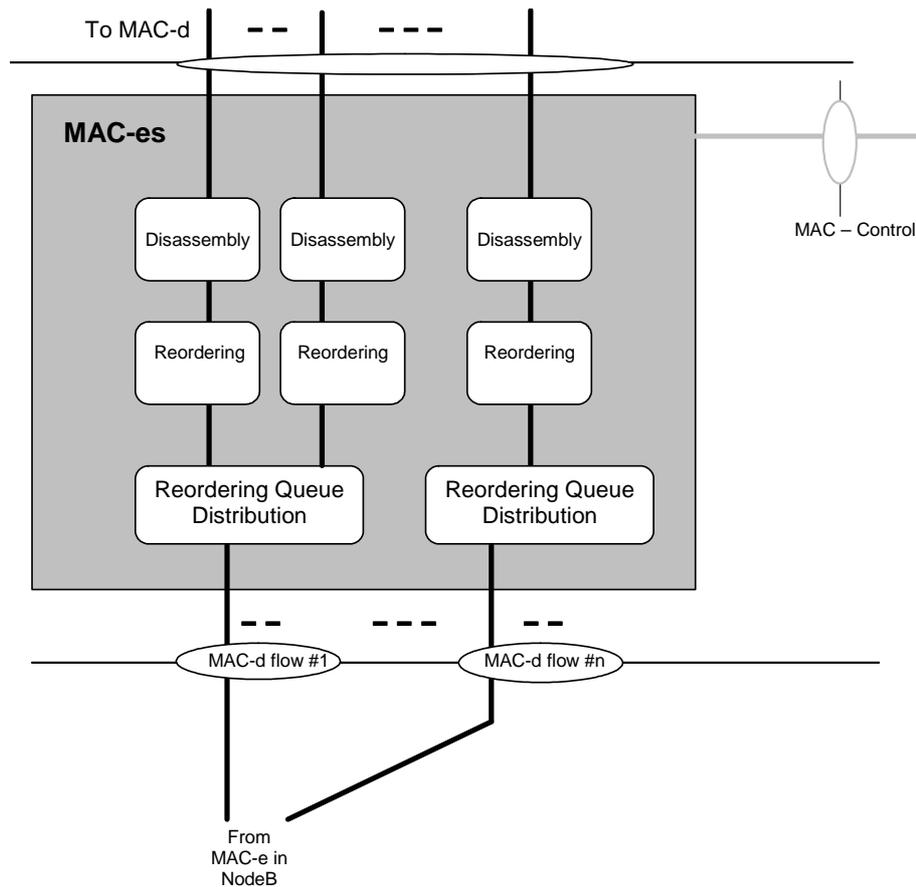 To MAC-d
MAC-es
MAC – Control
Disassembly
Disassembly
Disassembly
Reordering
Reordering
Reordering
Reordering Queue
Distribution
Reordering Queue
Distribution
MAC-d flow #1
MAC-d flow #n
From
MAC-e in
NodeB